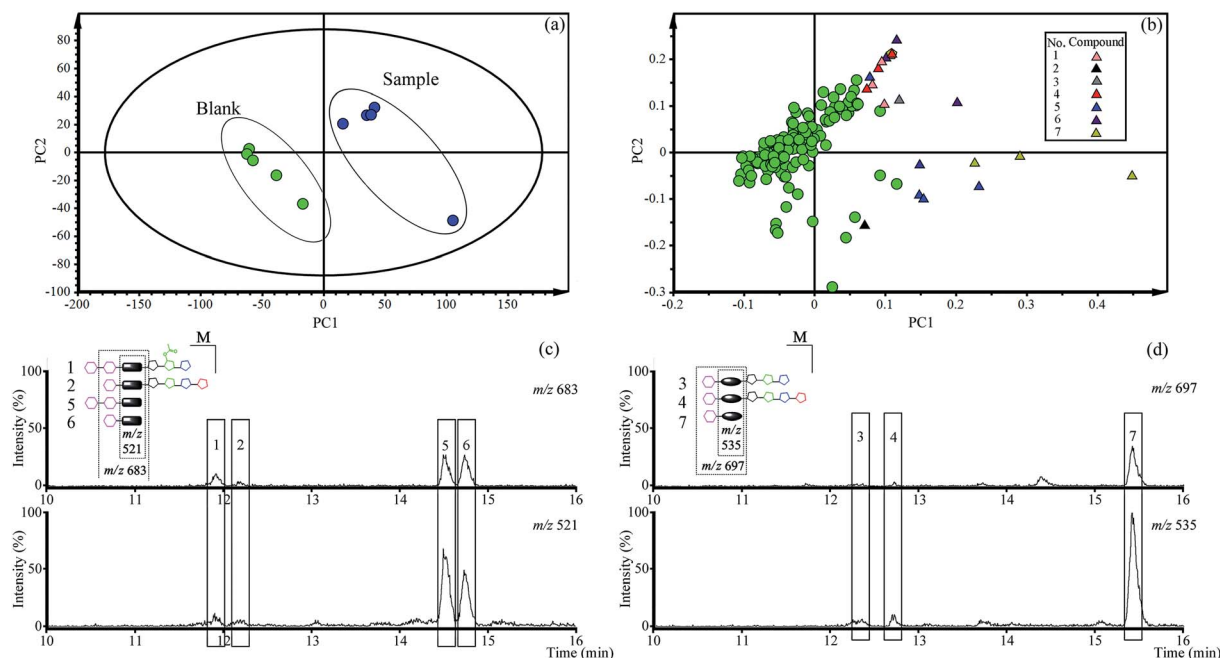 (a)
80
60
40
20
0
-20
-40
-60
-80
-100
PC2
Blank
Sample
-200 -150 -100 -50 0 50 100 150
PC1
(b)
0.2
0.1
0
-0.1
-0.2
-0.3
PC2
No. Compound
1
2
3
4
5
6
7
-0.2 -0.1 0 0.1 0.2 0.3 0.4
PC1
(c)
M
1
2
5
6
m/z
521
m/z 683
m/z 683
Intensity (%)
100
50
0
1 2 5 6
10 11 12 13 14 15 16
m/z 521
Intensity (%)
100
50
0
10 11 12 13 14 15 16
Time (min)
(d)
M
3
4
7
m/z
535
m/z 697
m/z 697
Intensity (%)
100
50
0
3 4 7
10 11 12 13 14 15 16
m/z 535
Intensity (%)
100
50
0
10 11 12 13 14 15 16
Time (min)